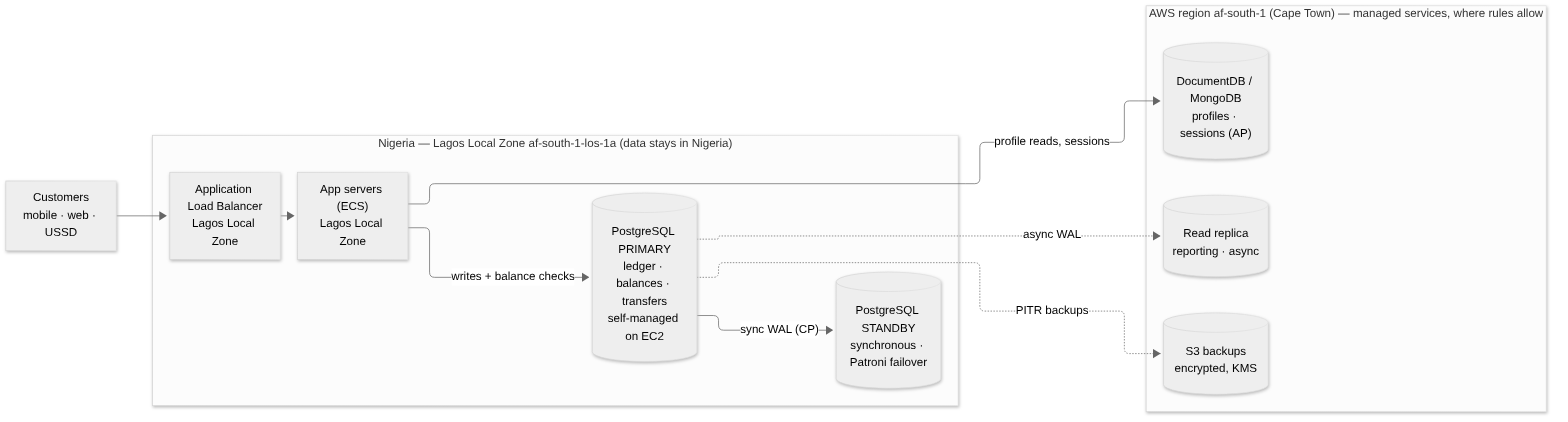 AWS region af-south-1 (Cape Town) — managed services, where rules allow
DocumentDB /
MongoDB
profiles ·
sessions (AP)
profile reads, sessions
Nigeria — Lagos Local Zone af-south-1-los-1a (data stays in Nigeria)
Customers
mobile · web ·
USSD
Application
Load Balancer
Lagos Local
Zone
App servers
(ECS)
Lagos Local
Zone
writes + balance checks
PostgreSQL
PRIMARY
ledger ·
balances ·
transfers
self-managed
on EC2
async WAL
Read replica
reporting · async
PITR backups
sync WAL (CP)
PostgreSQL
STANDBY
synchronous ·
Patroni failover
S3 backups
encrypted, KMS